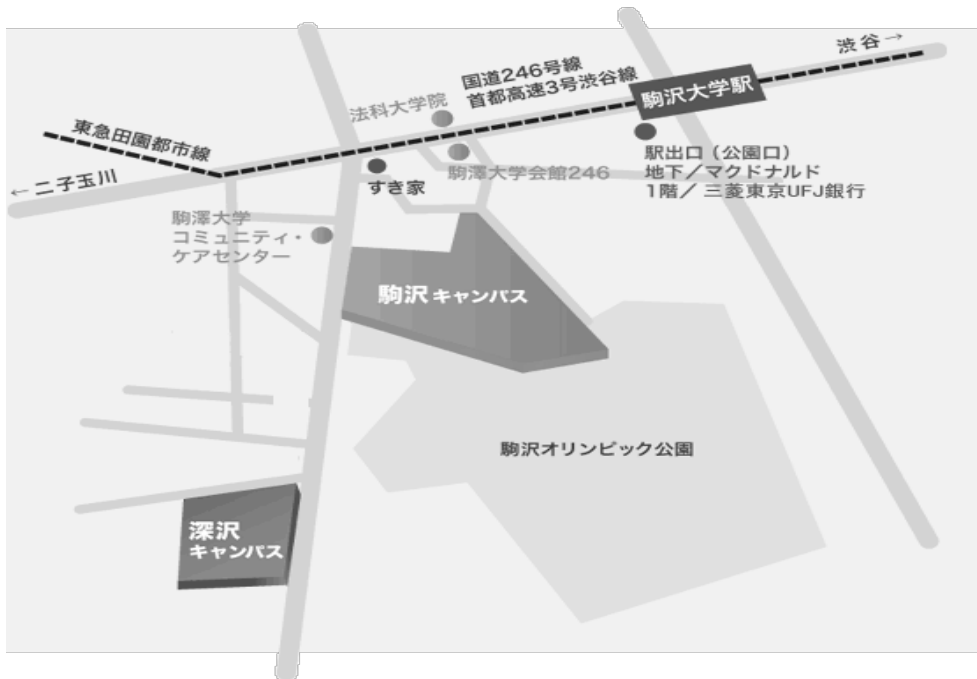 渋谷→
国道246号線
首都高速3号渋谷線
駒沢大学駅
法科大学院
東急田園都市線
駅出口（公園口）
地下／マクドナルド
1階／三菱東京UFJ銀行
駒澤大学会館246
すき家
←二子玉川
駒澤大学
コミュニティ・
ケアセンター
駒沢キャンパス
駒沢オリンピック公園
深沢
キャンパス